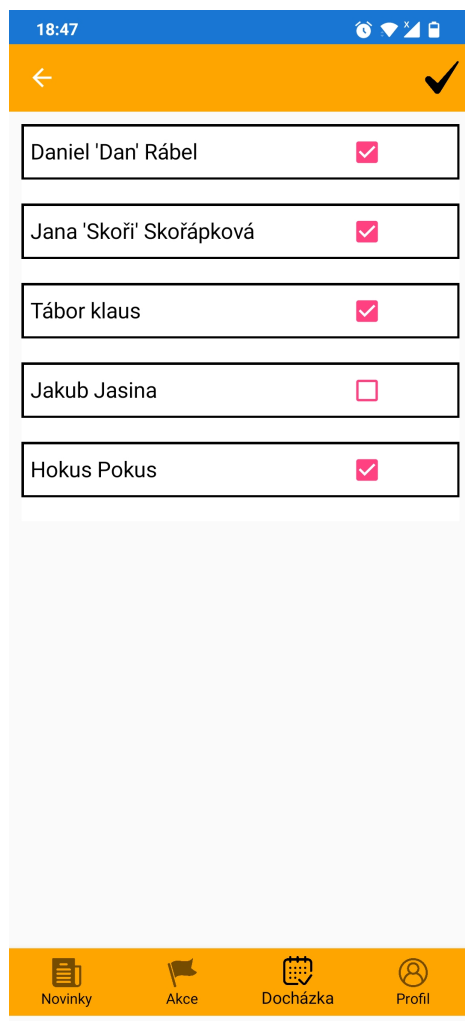 18:47
Daniel 'Dan' Rábel
Jana 'Skoři' Skořápková
Tábor klaus
Jakub Jasina
Hokus Pokus
Novinky Akce Docházka Profil